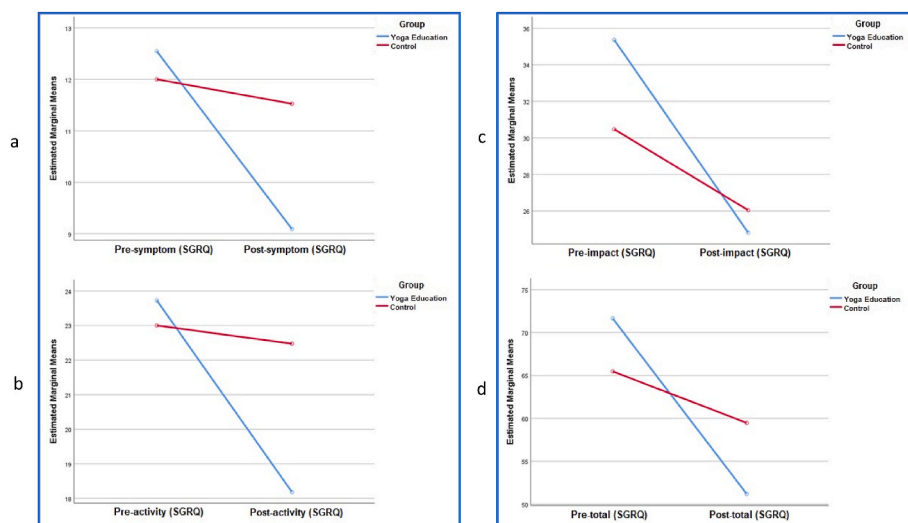 a
Group
Yoga Education
Control
Estimated Marginal Means
13
12
11
10
9
Pre-symptom (SGRQ) Post-symptom (SGRQ)
b
Group
Yoga Education
Control
Estimated Marginal Means
24
23
22
21
20
19
18
Pre-activity (SGRQ) Post-activity (SGRQ)
c
Group
Yoga Education
Control
Estimated Marginal Means
36
34
32
30
28
26
Pre-impact (SGRQ) Post-impact (SGRQ)
d
Group
Yoga Education
Control
Estimated Marginal Means
75
70
65
60
55
50
Pre-total (SGRQ) Post-total (SGRQ)